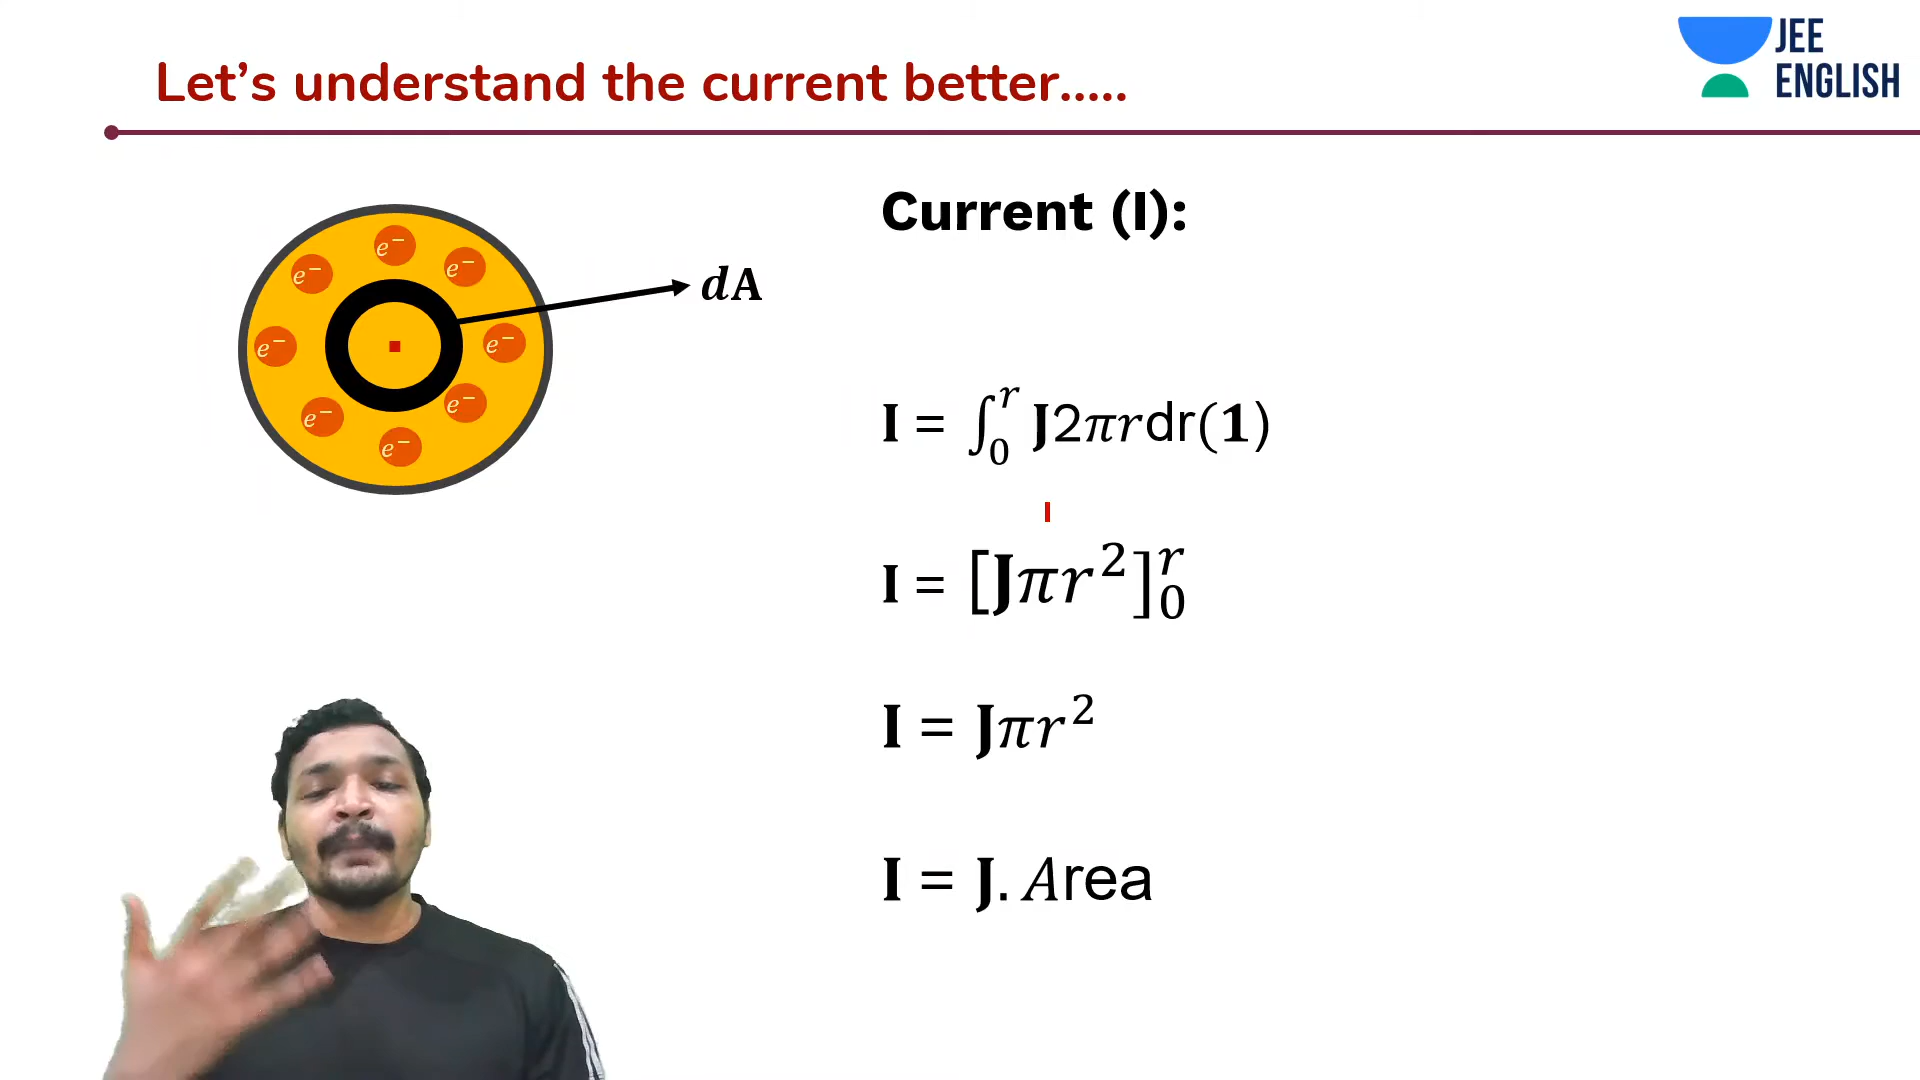 Let’s understand the current better.....
JEE
ENGLISH
Current (I):
e⁻
e⁻
e⁻
dA
e⁻
e⁻
e⁻
e⁻
e⁻
I = ∫₀ʳ J2πrdr(1)
I = [Jπr²]₀ʳ
I = Jπr²
I = J. Area